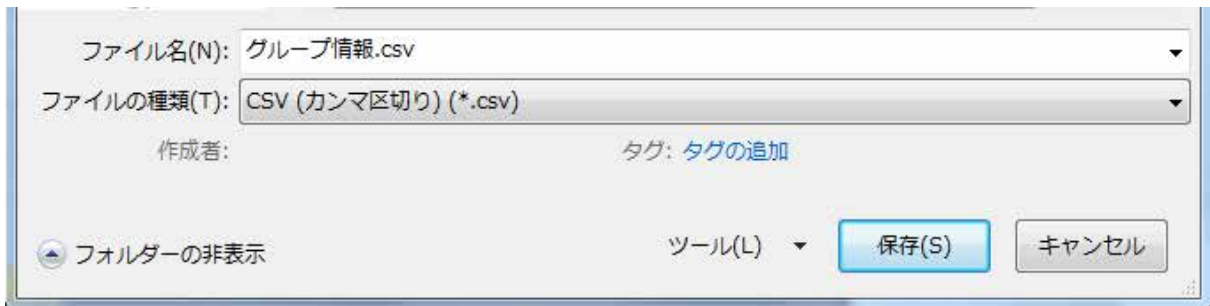 ファイル名(N): グループ情報.csv
ファイルの種類(T): CSV (カンマ区切り) (*.csv)
作成者: タグ: タグの追加
フォルダーの非表示 ツール(L) 保存(S) キャンセル